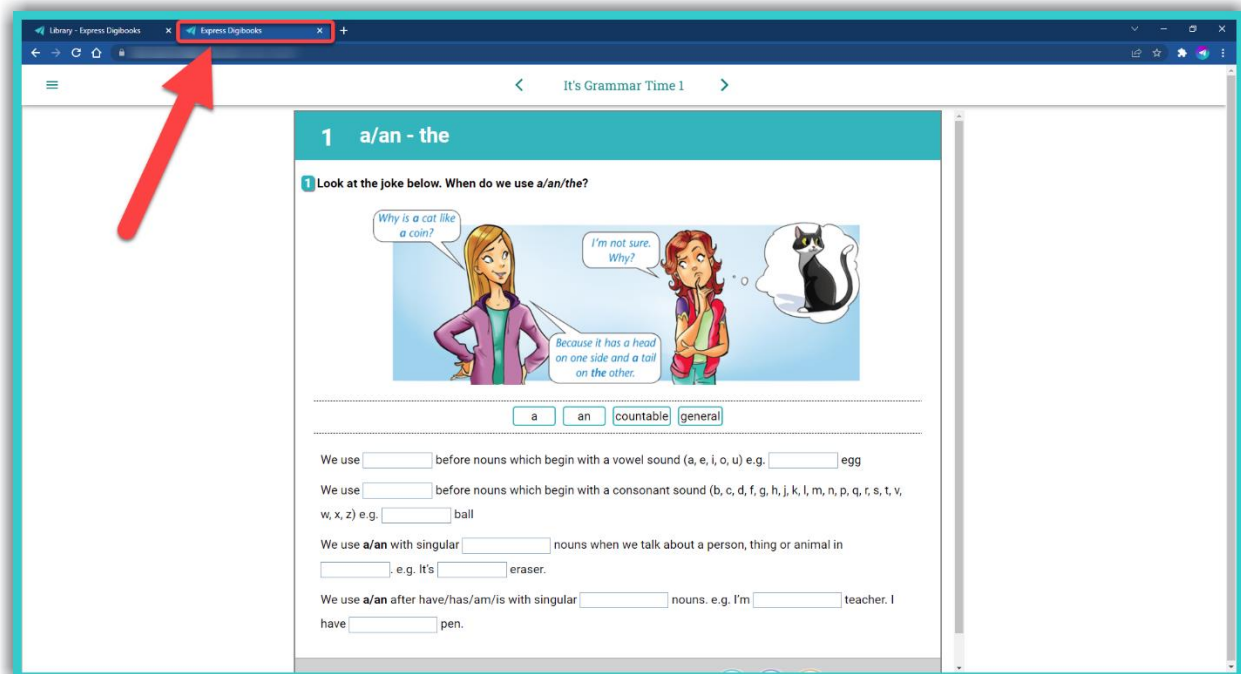 Library - Express Digibooks
Express Digibooks
It's Grammar Time 1
1 a/an - the
1 Look at the joke below. When do we use a/an/the?
Why is a cat like
a coin?
I'm not sure.
Why?
Because it has a head
on one side and a tail
on the other.
a an countable general
We use before nouns which begin with a vowel sound (a, e, i, o, u) e.g. egg
We use before nouns which begin with a consonant sound (b, c, d, f, g, h, j, k, l, m, n, p, q, r, s, t, v,
w, x, z) e.g. ball
We use a/an with singular nouns when we talk about a person, thing or animal in
. e.g. It's eraser.
We use a/an after have/has/am/is with singular nouns. e.g. I'm teacher. I
have pen.